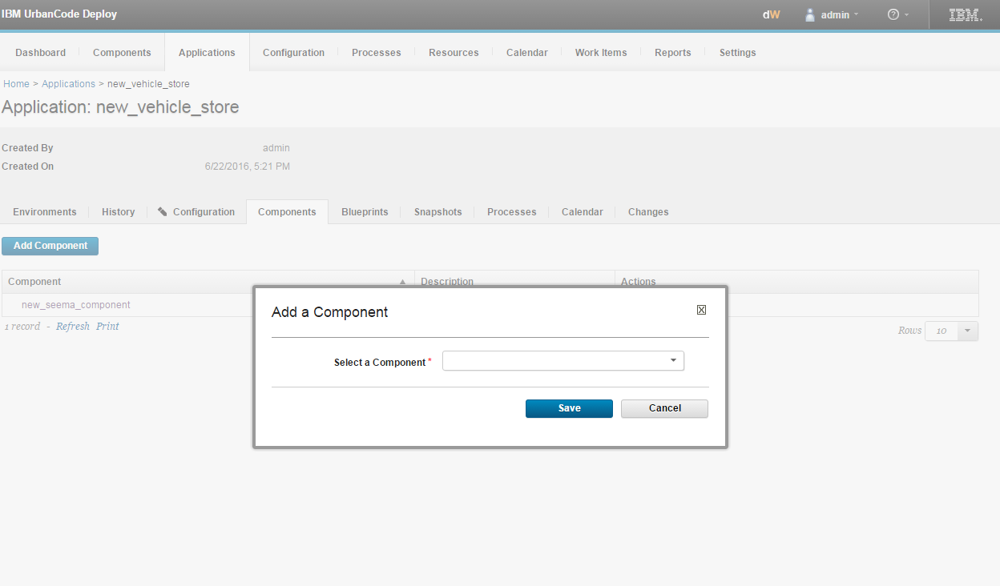 IBM UrbanCode Deploy dW admin ? IBM
Dashboard Components Applications Configuration Processes Resources Calendar Work Items Reports Settings
Home > Applications > new_vehicle_store
Application: new_vehicle_store
Created By admin
Created On 6/22/2016, 5:21 PM
Environments History Configuration Components Blueprints Snapshots Processes Calendar Changes
Add Component
Component Description Actions
new_seema_component
1 record - Refresh Print Rows 10
Add a Component X
Select a Component *
Save Cancel